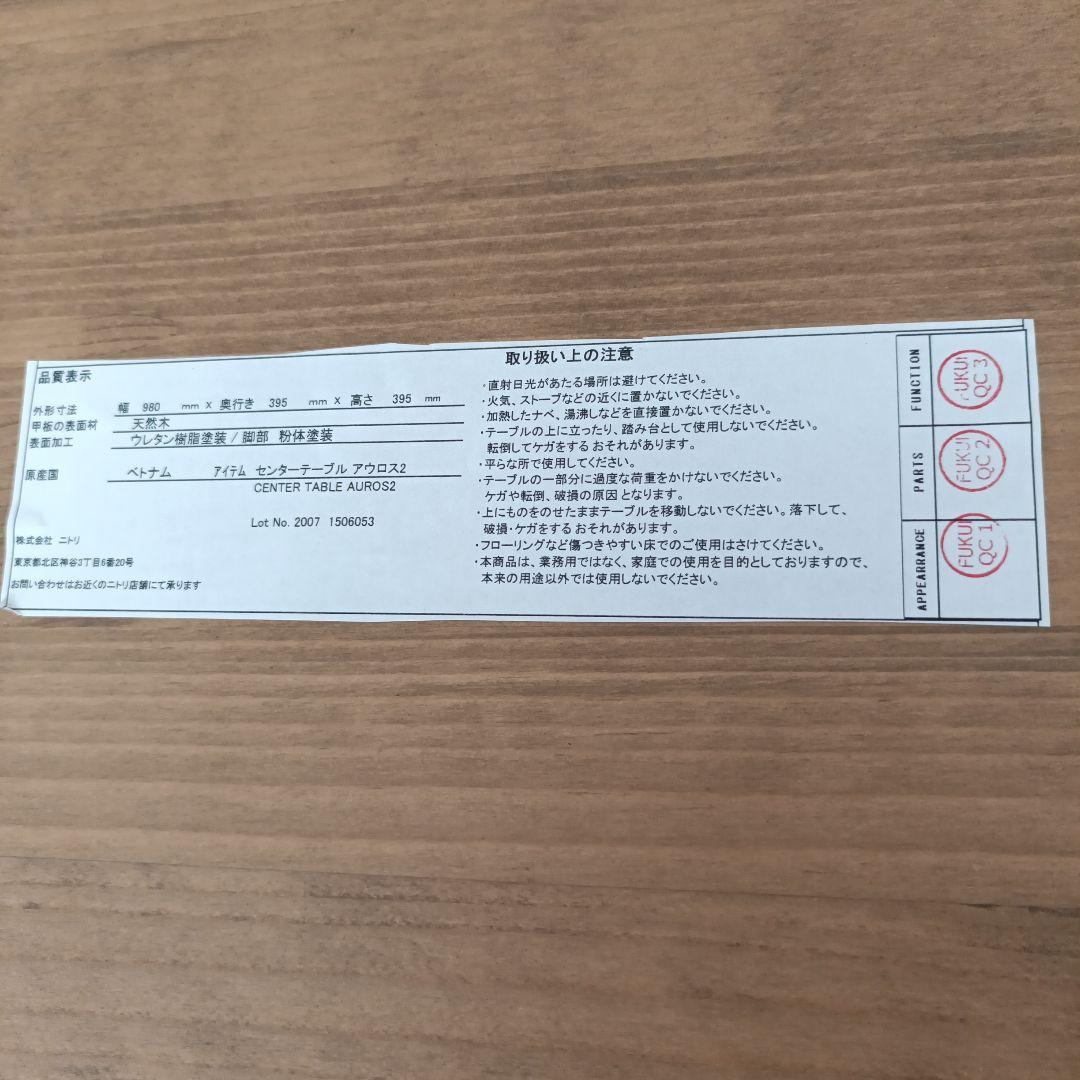 品質表示
外形寸法 幅 980 mm X 奥行き 395 mm X 高さ 395 mm
甲板の表面材 天然木
表面加工 ウレタン樹脂塗装 / 脚部 粉体塗装
原産国 ベトナム アイテム センターテーブル アウロス2
CENTER TABLE AUROS2
Lot No. 2007 1506053
株式会社 ニトリ
東京都北区神谷3丁目6番20号
お問い合わせはお近くのニトリ店舗にて承ります
取り扱い上の注意
・直射日光があたる場所は避けてください。
・火気、ストーブなどの近くに置かないでください。
・加熱したナベ、湯沸しなどを直接置かないでください。
・テーブルの上に立ったり、踏み台として使用しないでください。
転倒してケガをする おそれがあります。
・平らな所で使用してください。
・テーブルの一部分に過度な荷重をかけないでください。
ケガや転倒、破損の原因 となります。
・上にものをのせたままテーブルを移動しないでください。落下して、
破損・ケガをする おそれがあります。
・フローリングなど傷つきやすい床でのご使用はさけてください。
・本商品は、業務用ではなく、家庭での使用を目的としておりますので、
本来の用途以外では使用しないでください。
FUNCTION
FUKUI
QC 3
PARTS
FUKUI
QC 2
APPEARRANCE
FUKUI
QC 1